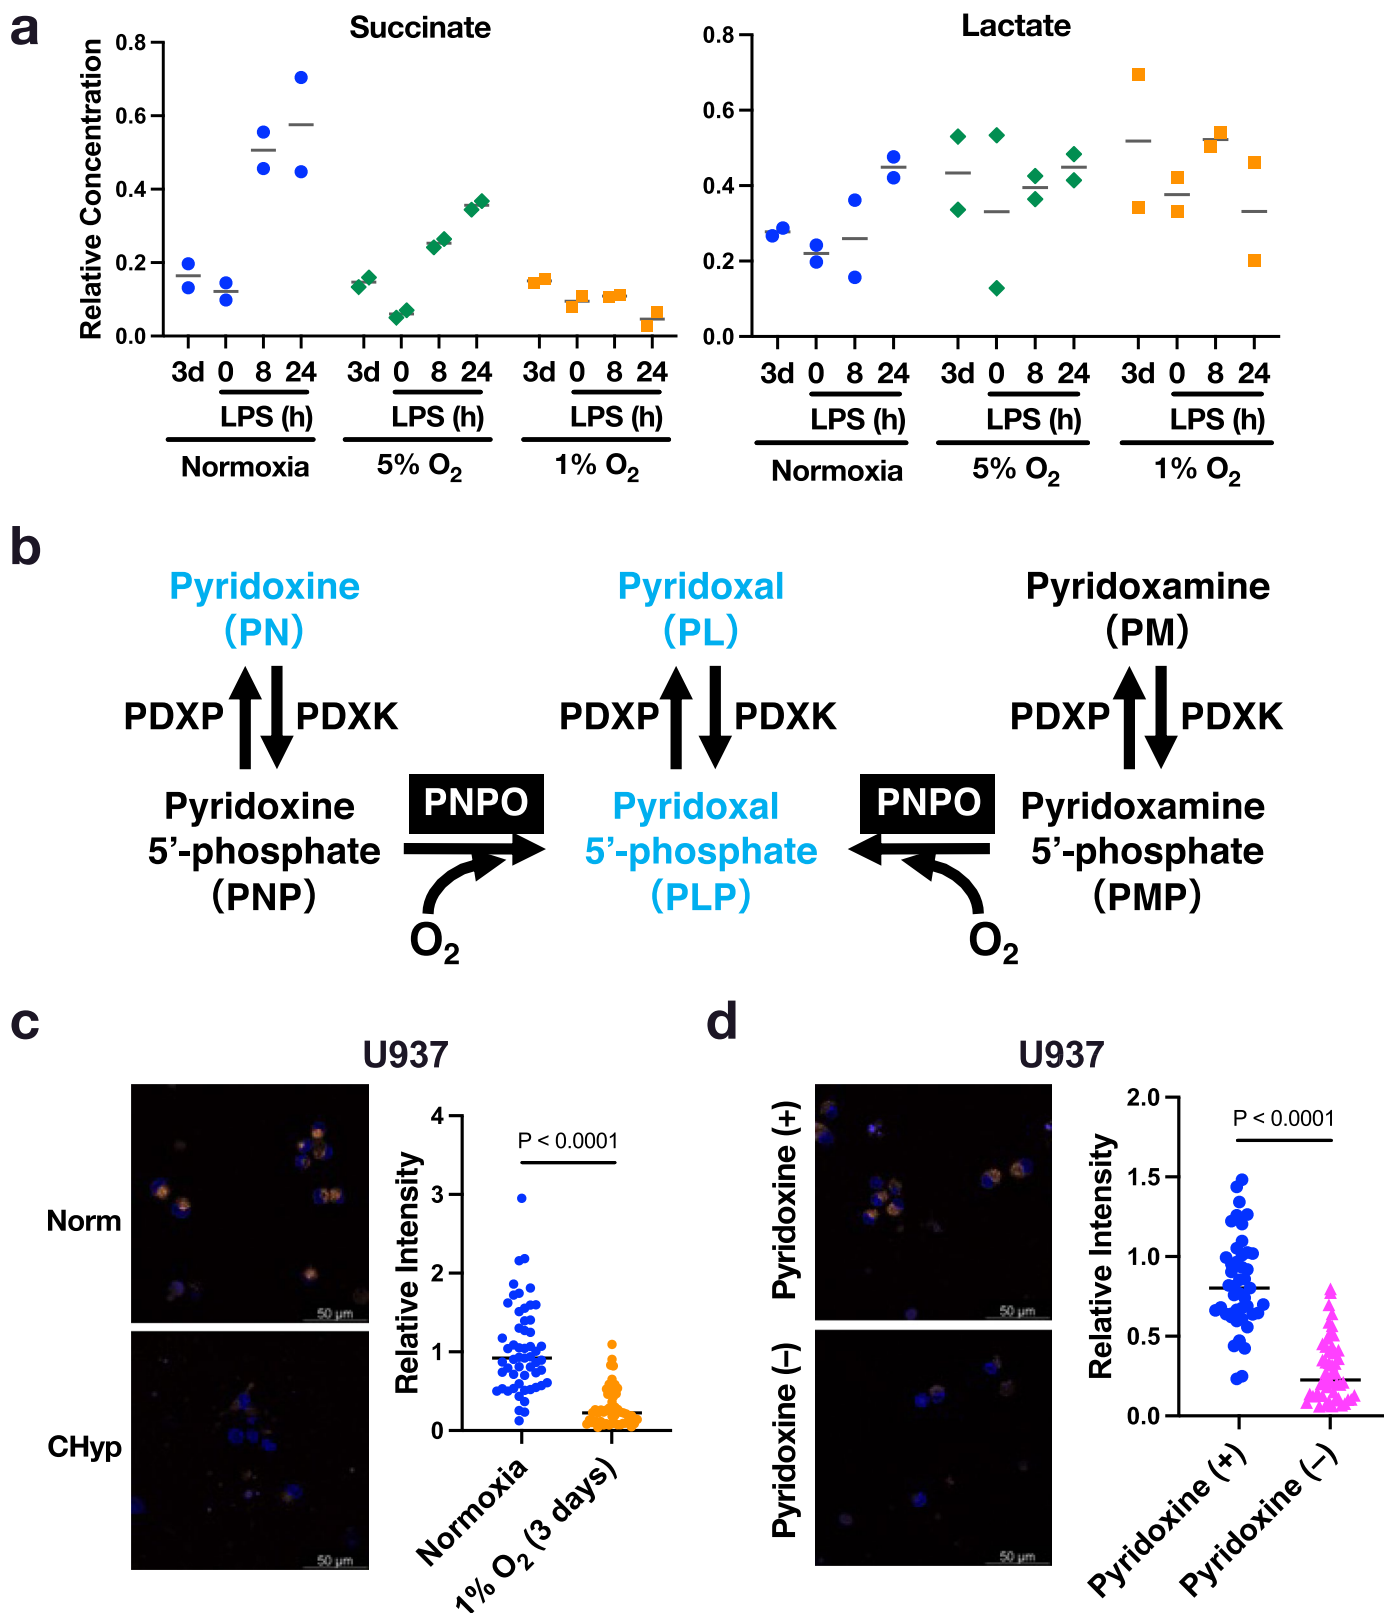 a
Succinate
Relative Concentration
0.8
0.6
0.4
0.2
0.0
3d 0 8 24 3d 0 8 24 3d 0 8 24
LPS (h) LPS (h) LPS (h)
Normoxia 5% O₂ 1% O₂
Lactate
0.8
0.6
0.4
0.2
0.0
3d 0 8 24 3d 0 8 24 3d 0 8 24
LPS (h) LPS (h) LPS (h)
Normoxia 5% O₂ 1% O₂
b
Pyridoxine Pyridoxal Pyridoxamine
(PN) (PL) (PM)
PDXP PDXK PDXP PDXK PDXP PDXK
PNPO PNPO
Pyridoxine Pyridoxal Pyridoxamine
5’-phosphate 5’-phosphate 5’-phosphate
(PNP) (PLP) (PMP)
O₂ O₂
c
U937
Norm
50 µm
CHyp
50 µm
Relative Intensity
4
3
2
1
0
P < 0.0001
Normoxia
1% O₂ (3 days)
d
U937
Pyridoxine (+)
50 µm
Pyridoxine (–)
50 µm
Relative Intensity
2.0
1.5
1.0
0.5
0.0
P < 0.0001
Pyridoxine (+)
Pyridoxine (–)